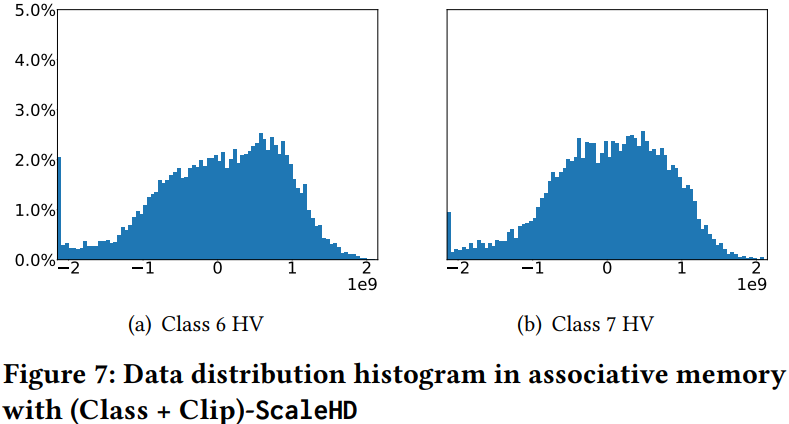 5.0%
4.0%
3.0%
2.0%
1.0%
0.0%
−2 −1 0 1 2
1e9
−2 −1 0 1 2
1e9
(a) Class 6 HV
(b) Class 7 HV
Figure 7: Data distribution histogram in associative memory
with (Class + Clip)-ScaleHD